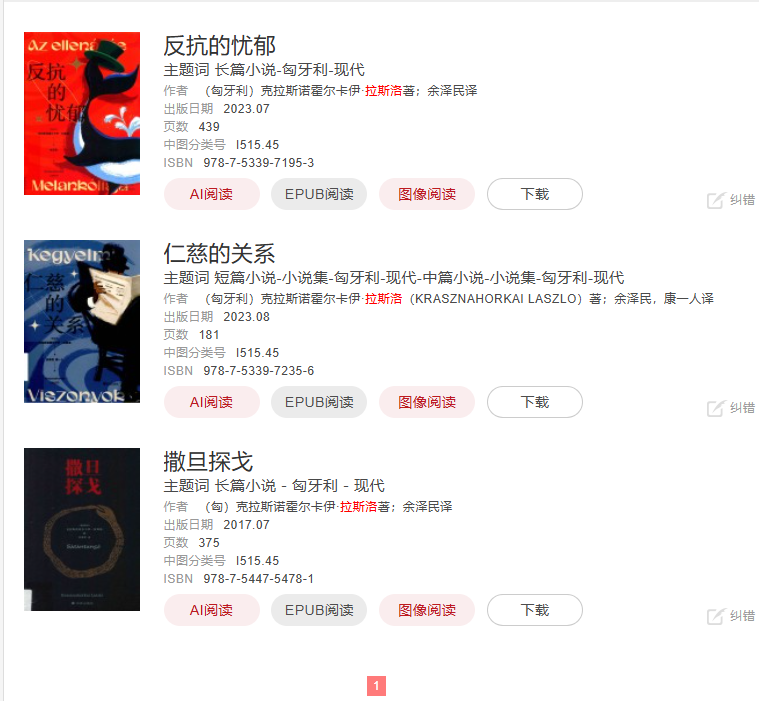 Az ellenállás
反抗
的
忧郁
Melankóliája
反抗的忧郁
主题词 长篇小说-匈牙利-现代
作者 （匈牙利）克拉斯诺霍尔卡伊·拉斯洛著；余泽民译
出版日期 2023.07
页数 439
中图分类号 I515.45
ISBN 978-7-5339-7195-3
AI阅读 EPUB阅读 图像阅读 下载
纠错
Kegyelmi
仁慈
的
关系
Viszonyok
仁慈的关系
主题词 短篇小说-小说集-匈牙利-现代-中篇小说-小说集-匈牙利-现代
作者 （匈牙利）克拉斯诺霍尔卡伊·拉斯洛（KRASZNAHORKAI LASZLO）著；余泽民，康一人译
出版日期 2023.08
页数 181
中图分类号 I515.45
ISBN 978-7-5339-7235-6
AI阅读 EPUB阅读 图像阅读 下载
纠错
撒旦
探戈
Sátántangó
撒旦探戈
主题词 长篇小说 - 匈牙利 - 现代
作者 （匈）克拉斯诺霍尔卡伊·拉斯洛著；余泽民译
出版日期 2017.07
页数 375
中图分类号 I515.45
ISBN 978-7-5447-5478-1
AI阅读 EPUB阅读 图像阅读 下载
纠错
1